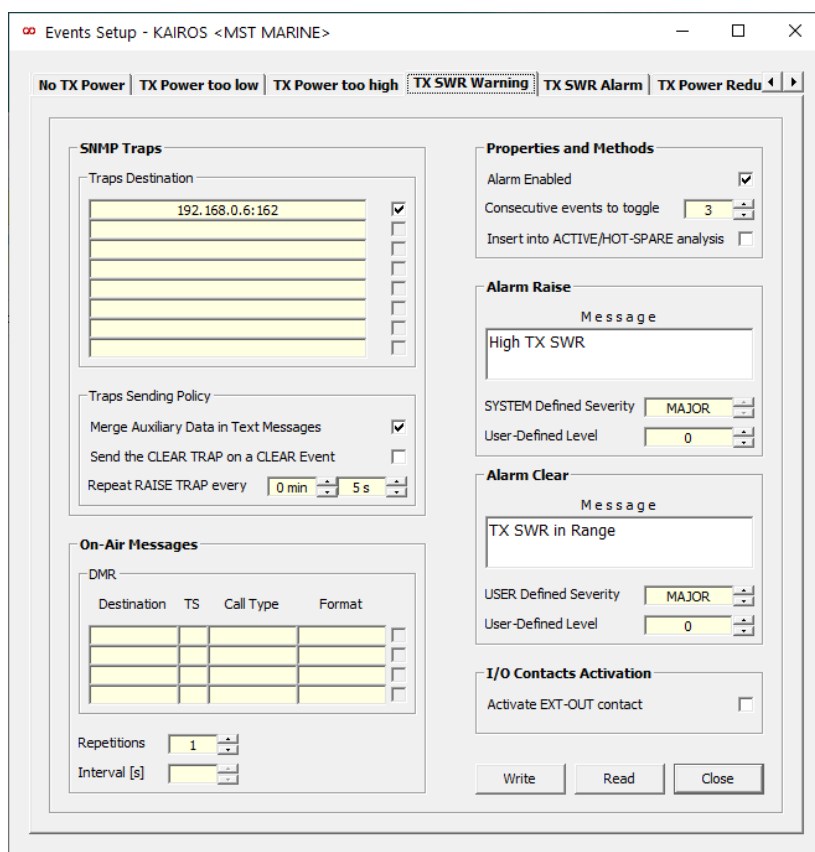 Events Setup - KAIROS <MST MARINE>
No TX Power
TX Power too low
TX Power too high
TX SWR Warning
TX SWR Alarm
TX Power Redu
SNMP Traps
Traps Destination
192.168.0.6:162
Traps Sending Policy
Merge Auxiliary Data in Text Messages
Send the CLEAR TRAP on a CLEAR Event
Repeat RAISE TRAP every 0 min 5 s
On-Air Messages
DMR
Destination TS Call Type Format
Repetitions 1
Interval [s]
Properties and Methods
Alarm Enabled
Consecutive events to toggle 3
Insert into ACTIVE/HOT-SPARE analysis
Alarm Raise
Message
High TX SWR
SYSTEM Defined Severity MAJOR
User-Defined Level 0
Alarm Clear
Message
TX SWR in Range
USER Defined Severity MAJOR
User-Defined Level 0
I/O Contacts Activation
Activate EXT-OUT contact
Write Read Close